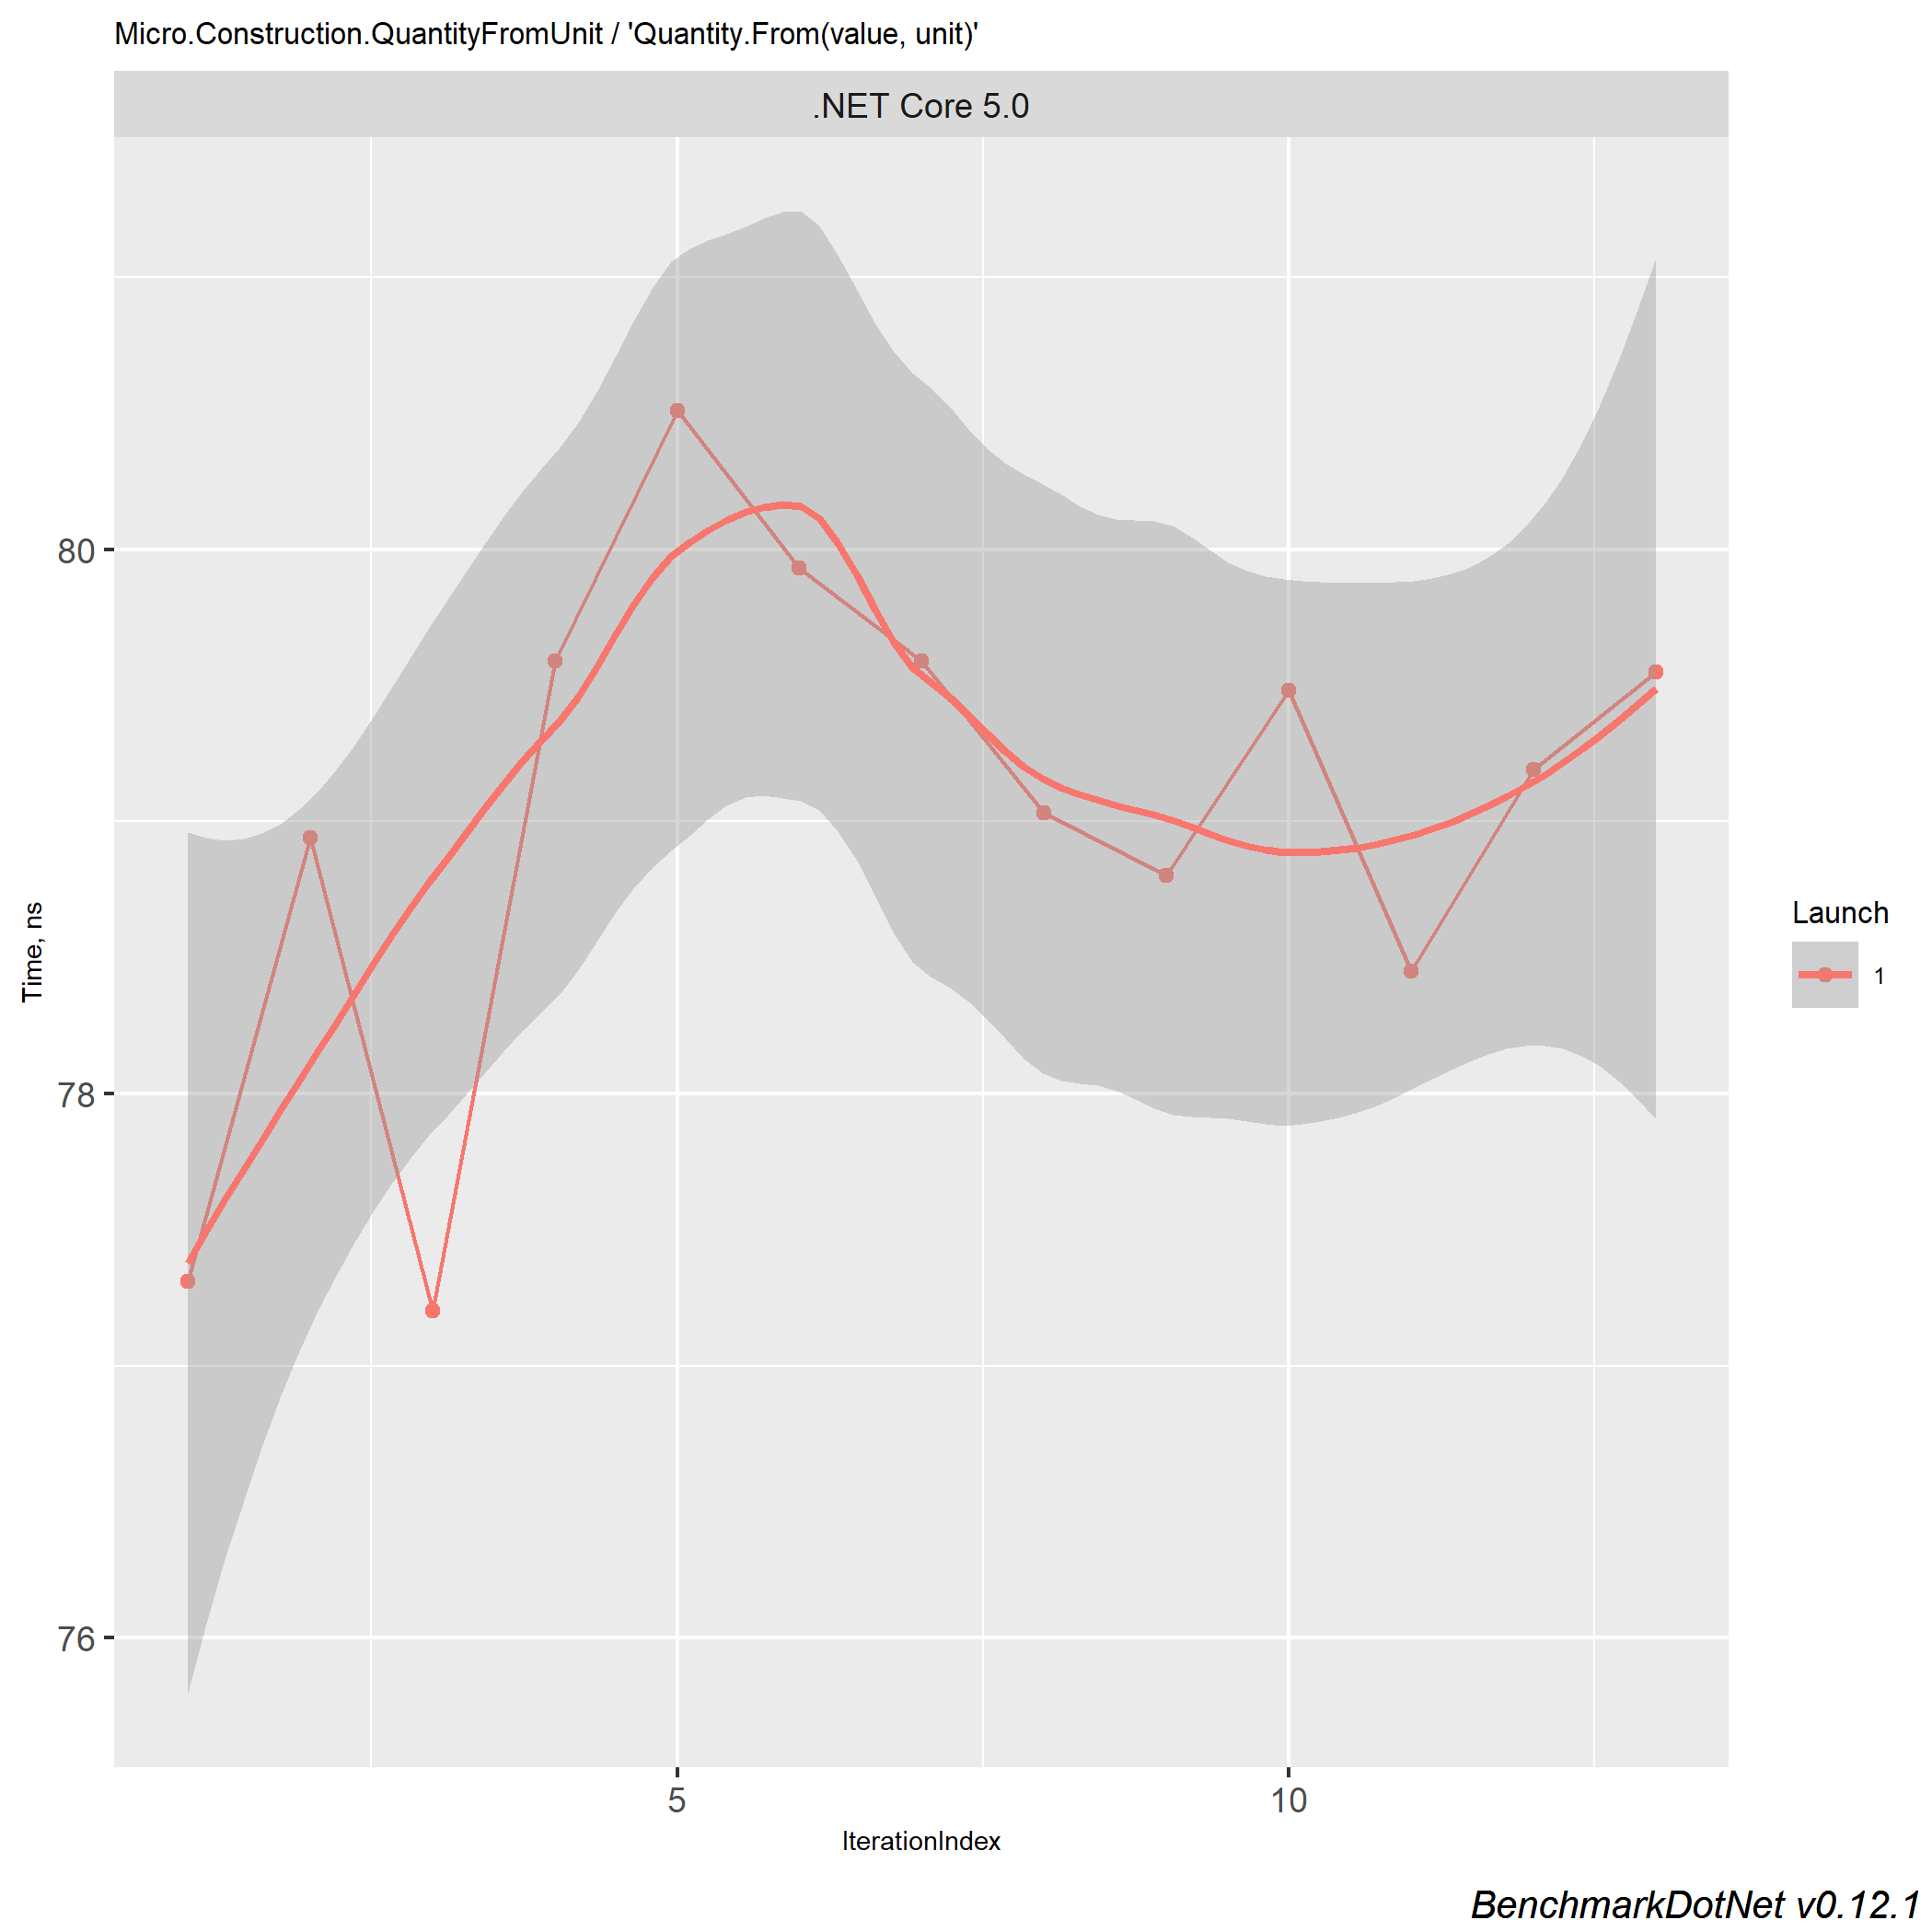 Micro.Construction.QuantityFromUnit / 'Quantity.From(value, unit)'
.NET Core 5.0
80
78
76
Time, ns
5
10
IterationIndex
Launch
1
BenchmarkDotNet v0.12.1